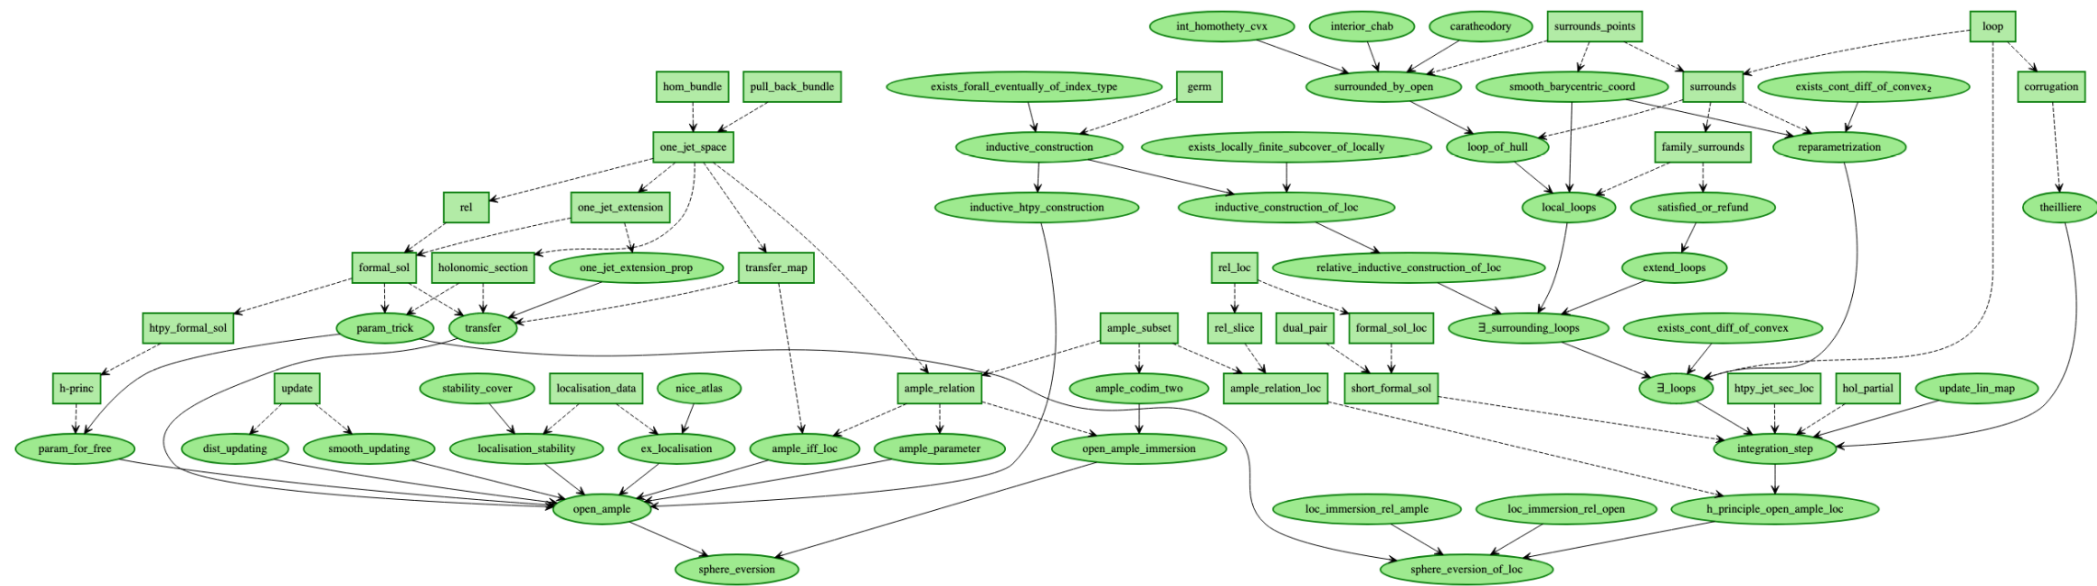 int_homothety_cvx
interior_chab
caratheodory
surrounds_points
loop
hom_bundle
pull_back_bundle
exists_forall_eventually_of_index_type
germ
surrounded_by_open
smooth_barycentric_coord
surrounds
exists_cont_diff_of_convex₂
corrugation
one_jet_space
inductive_construction
exists_locally_finite_subcover_of_locally
loop_of_hull
family_surrounds
reparametrization
rel
one_jet_extension
inductive_htpy_construction
inductive_construction_of_loc
local_loops
satisfied_or_refund
theilliere
formal_sol
holonomic_section
one_jet_extension_prop
transfer_map
rel_loc
relative_inductive_construction_of_loc
extend_loops
htpy_formal_sol
param_trick
transfer
ample_subset
rel_slice
dual_pair
formal_sol_loc
∃_surrounding_loops
exists_cont_diff_of_convex
h-princ
update
stability_cover
localisation_data
nice_atlas
ample_relation
ample_codim_two
ample_relation_loc
short_formal_sol
∃_loops
htpy_jet_sec_loc
hol_partial
update_lin_map
param_for_free
dist_updating
smooth_updating
localisation_stability
ex_localisation
ample_iff_loc
ample_parameter
open_ample_immersion
integration_step
open_ample
loc_immersion_rel_ample
loc_immersion_rel_open
h_principle_open_ample_loc
sphere_eversion
sphere_eversion_of_loc